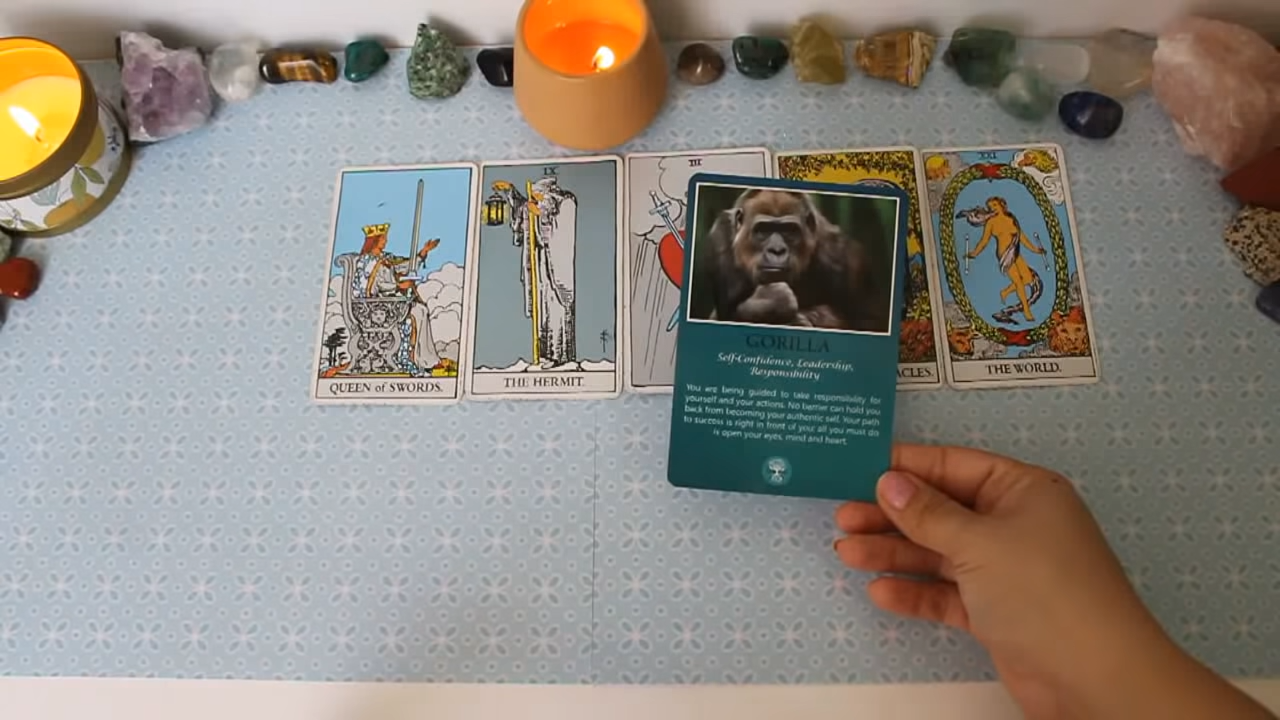 IX
III
XXI
QUEEN of SWORDS.
THE HERMIT.
ACLES.
THE WORLD.
GORILLA
Self-Confidence, Leadership,
Responsibility
You are being guided to take responsibility for
yourself and your actions. No barrier can hold you
back from becoming your authentic self. Your path
to success is right in front of you; all you must do
is open your eyes, mind and heart.